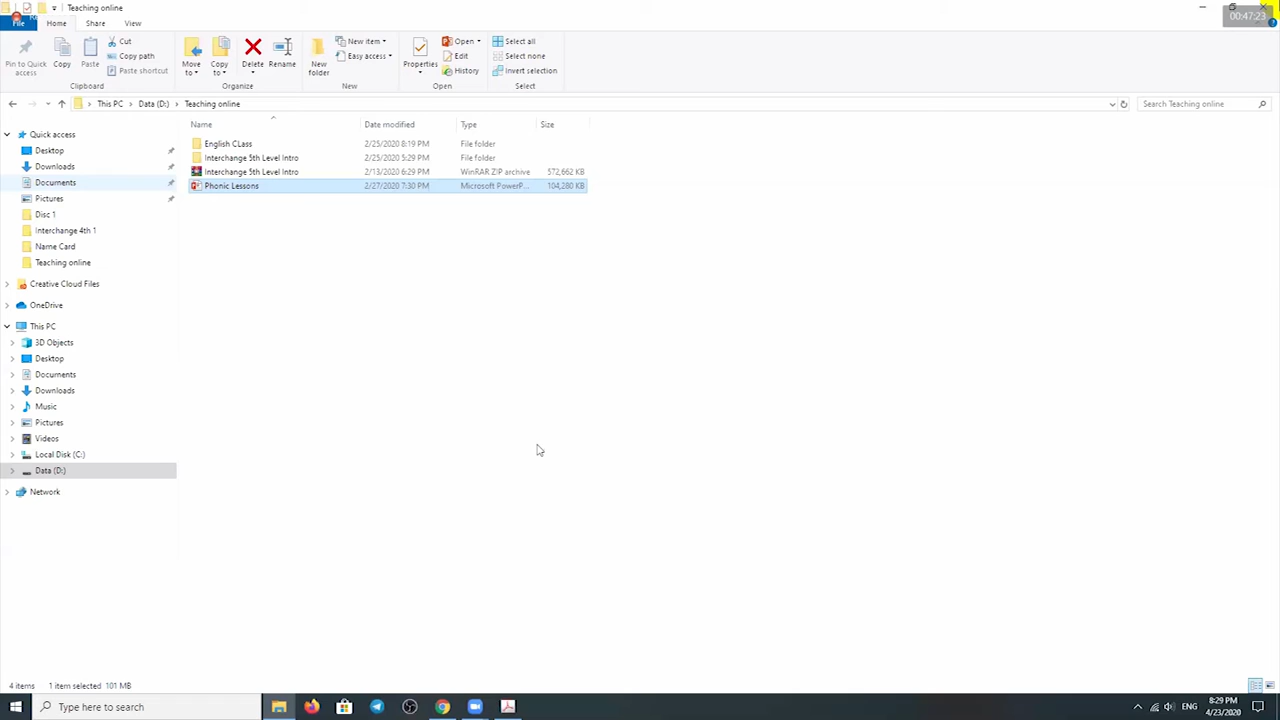 Teaching online
00:47:23
File Home Share View
Pin to Quick access
Copy
Paste
Cut
Copy path
Paste shortcut
Clipboard
Move to
Copy to
Delete
Rename
Organize
New folder
New item
Easy access
New
Properties
Open
Edit
History
Open
Select all
Select none
Invert selection
Select
This PC > Data (D:) > Teaching online
Search Teaching online
Name Date modified Type Size
English CLass 2/25/2020 8:19 PM File folder
Interchange 5th Level Intro 2/25/2020 5:29 PM File folder
Interchange 5th Level Intro 2/13/2020 6:29 PM WinRAR ZIP archive 572,662 KB
Phonic Lessons 2/27/2020 7:30 PM Microsoft PowerP... 104,280 KB
Quick access
Desktop
Downloads
Documents
Pictures
Disc 1
Interchange 4th 1
Name Card
Teaching online
Creative Cloud Files
OneDrive
This PC
3D Objects
Desktop
Documents
Downloads
Music
Pictures
Videos
Local Disk (C:)
Data (D:)
Network
4 items 1 item selected 101 MB
Type here to search
ENG
8:29 PM
4/23/2020